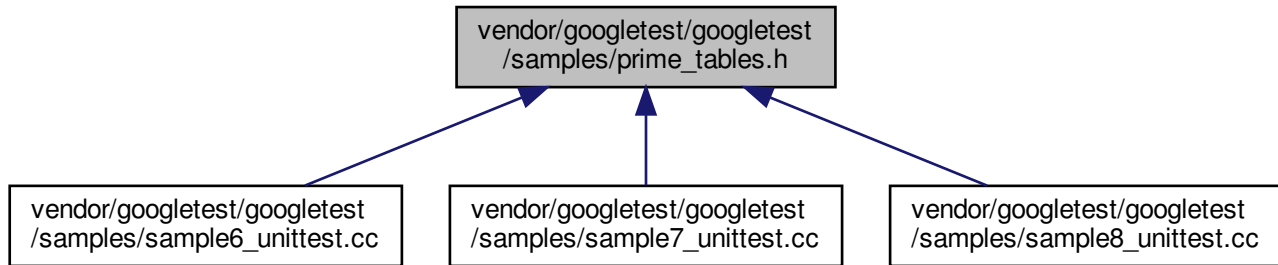 vendor/googletest/googletest
/samples/prime_tables.h
vendor/googletest/googletest
/samples/sample6_unittest.cc
vendor/googletest/googletest
/samples/sample7_unittest.cc
vendor/googletest/googletest
/samples/sample8_unittest.cc